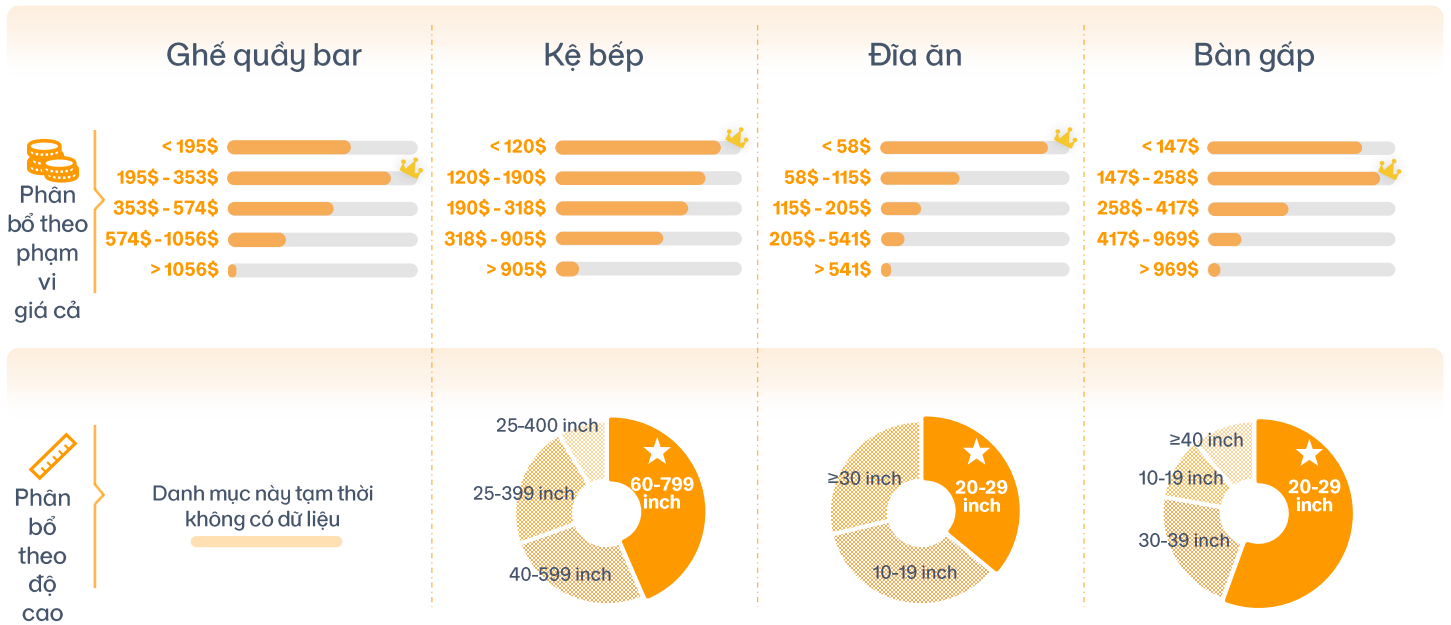 Ghế quầy bar
Kệ bếp
Đĩa ăn
Bàn gấp
Phân
bổ theo
phạm
vi
giá cả
< 195$
195$ - 353$
353$ - 574$
574$ - 1056$
> 1056$
< 120$
120$ - 190$
190$ - 318$
318$ - 905$
> 905$
< 58$
58$ - 115$
115$ - 205$
205$ - 541$
> 541$
< 147$
147$ - 258$
258$ - 417$
417$ - 969$
> 969$
Phân
bổ
theo
độ
cao
Danh mục này tạm thời
không có dữ liệu
25-400 inch
60-799
inch
25-399 inch
40-599 inch
≥30 inch
20-29
inch
10-19 inch
≥40 inch
10-19 inch
20-29
inch
30-39 inch